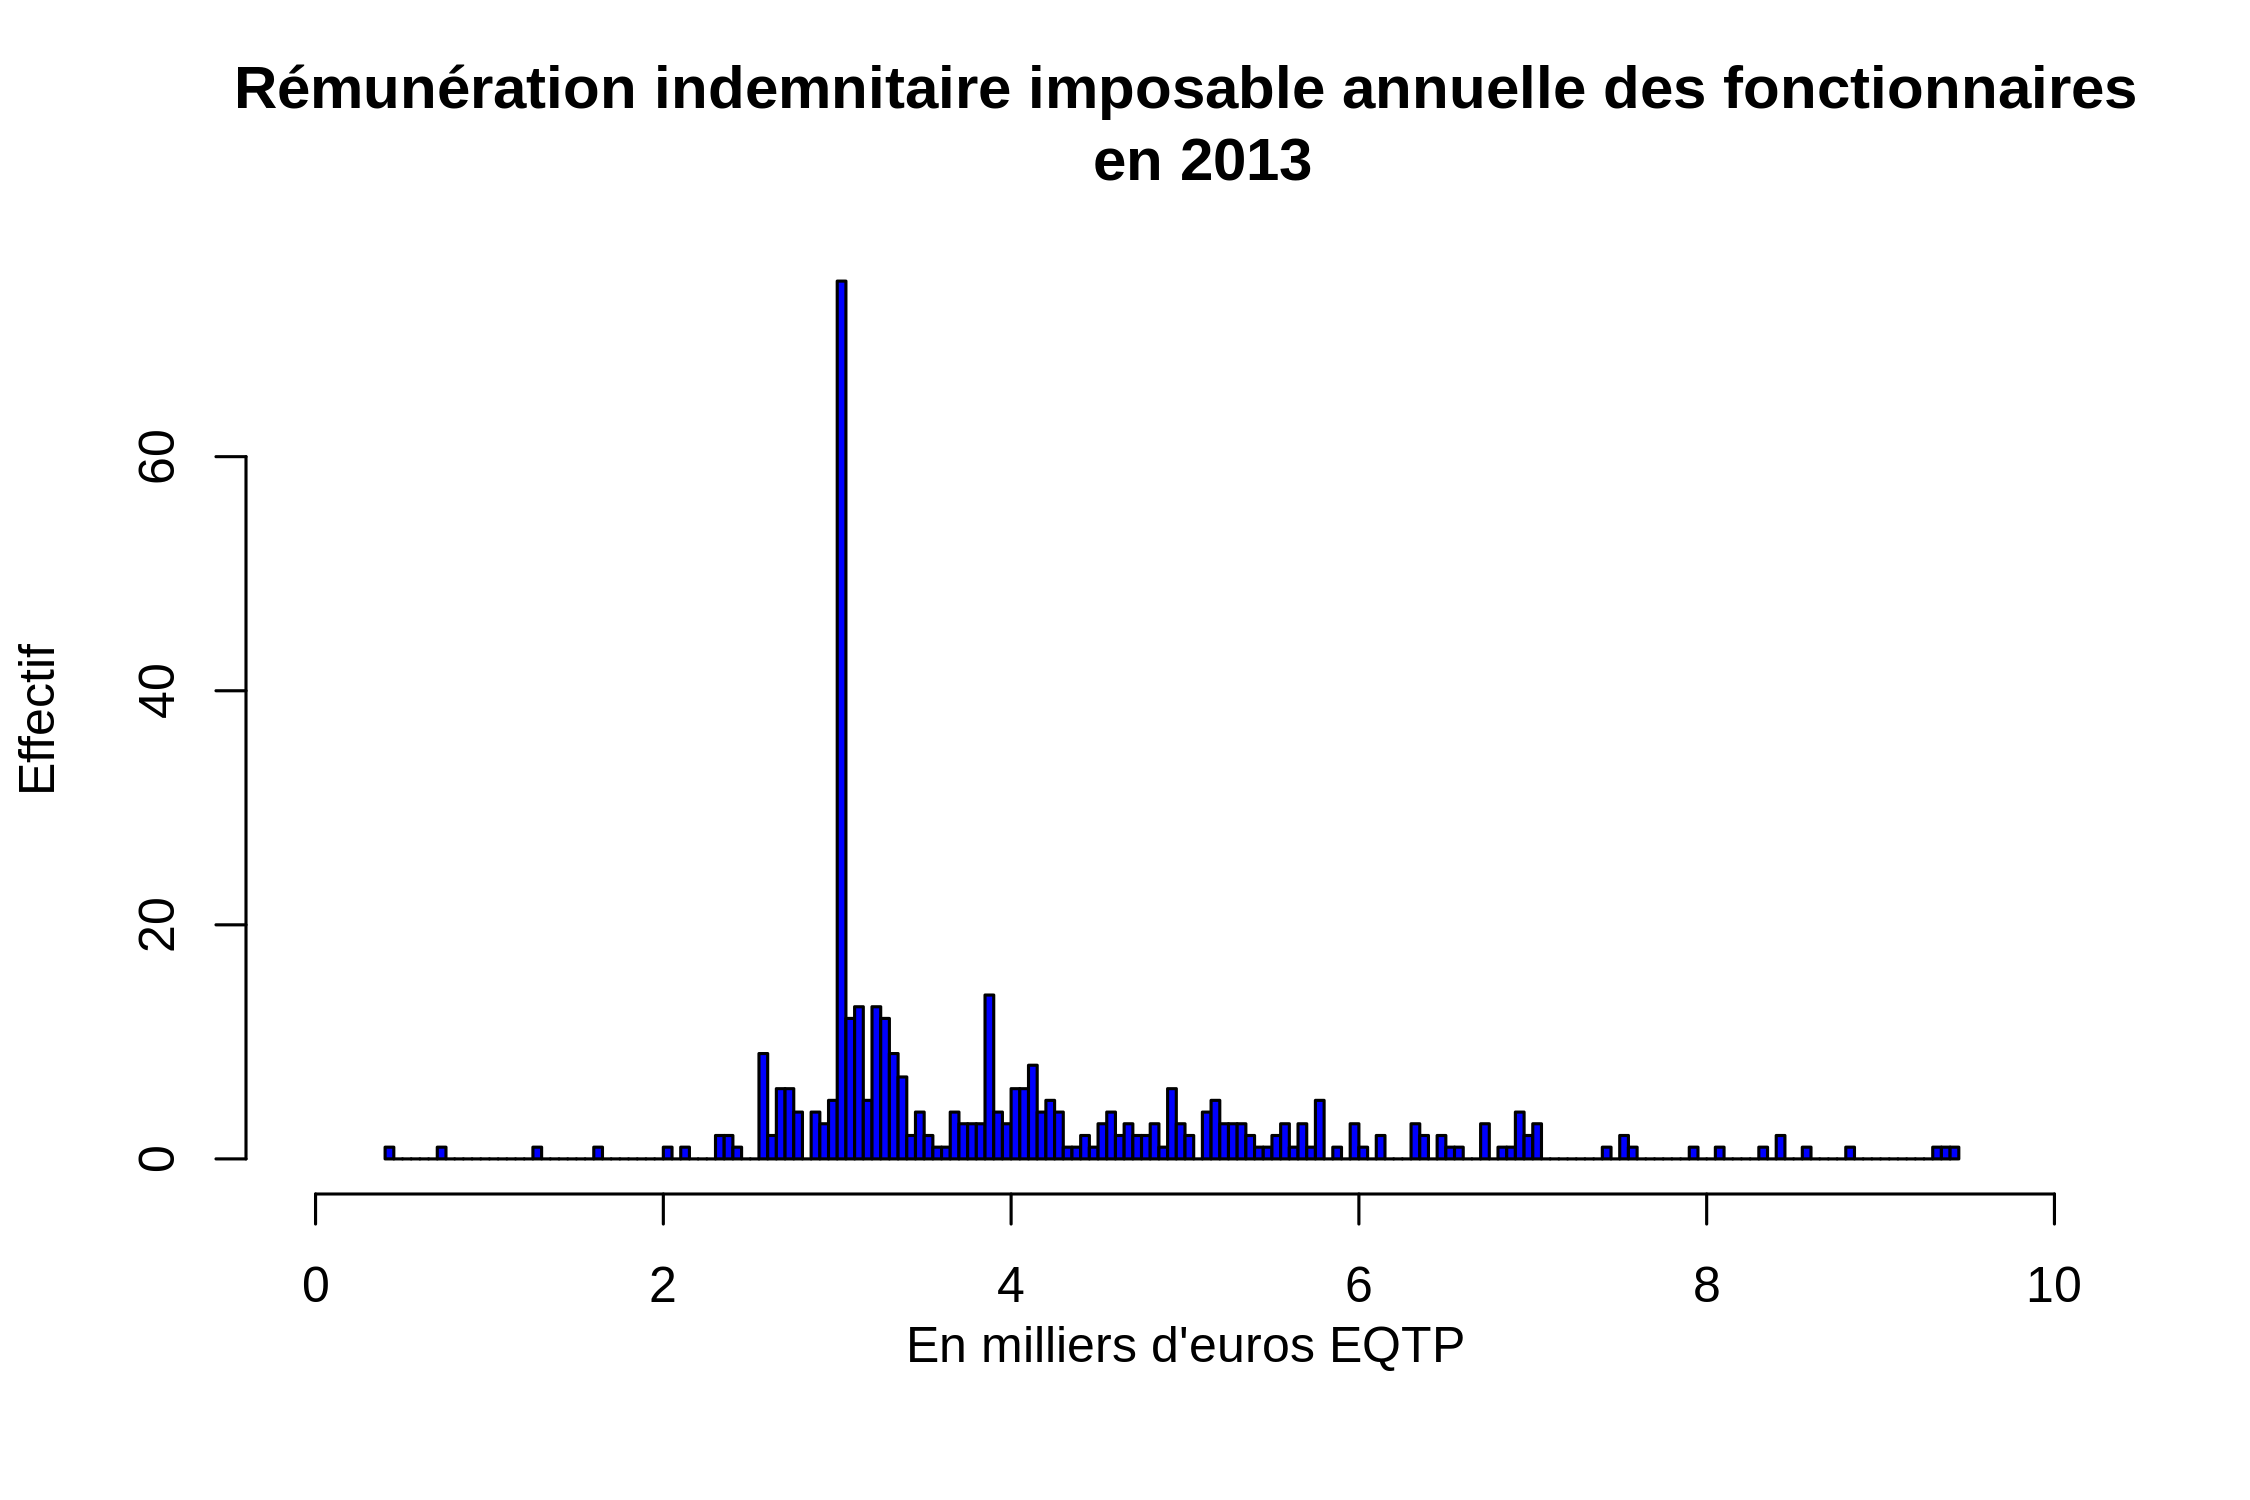 Rémunération indemnitaire imposable annuelle des fonctionnaires
en 2013
Effectif
60
40
20
0
0 2 4 6 8 10
En milliers d'euros EQTP